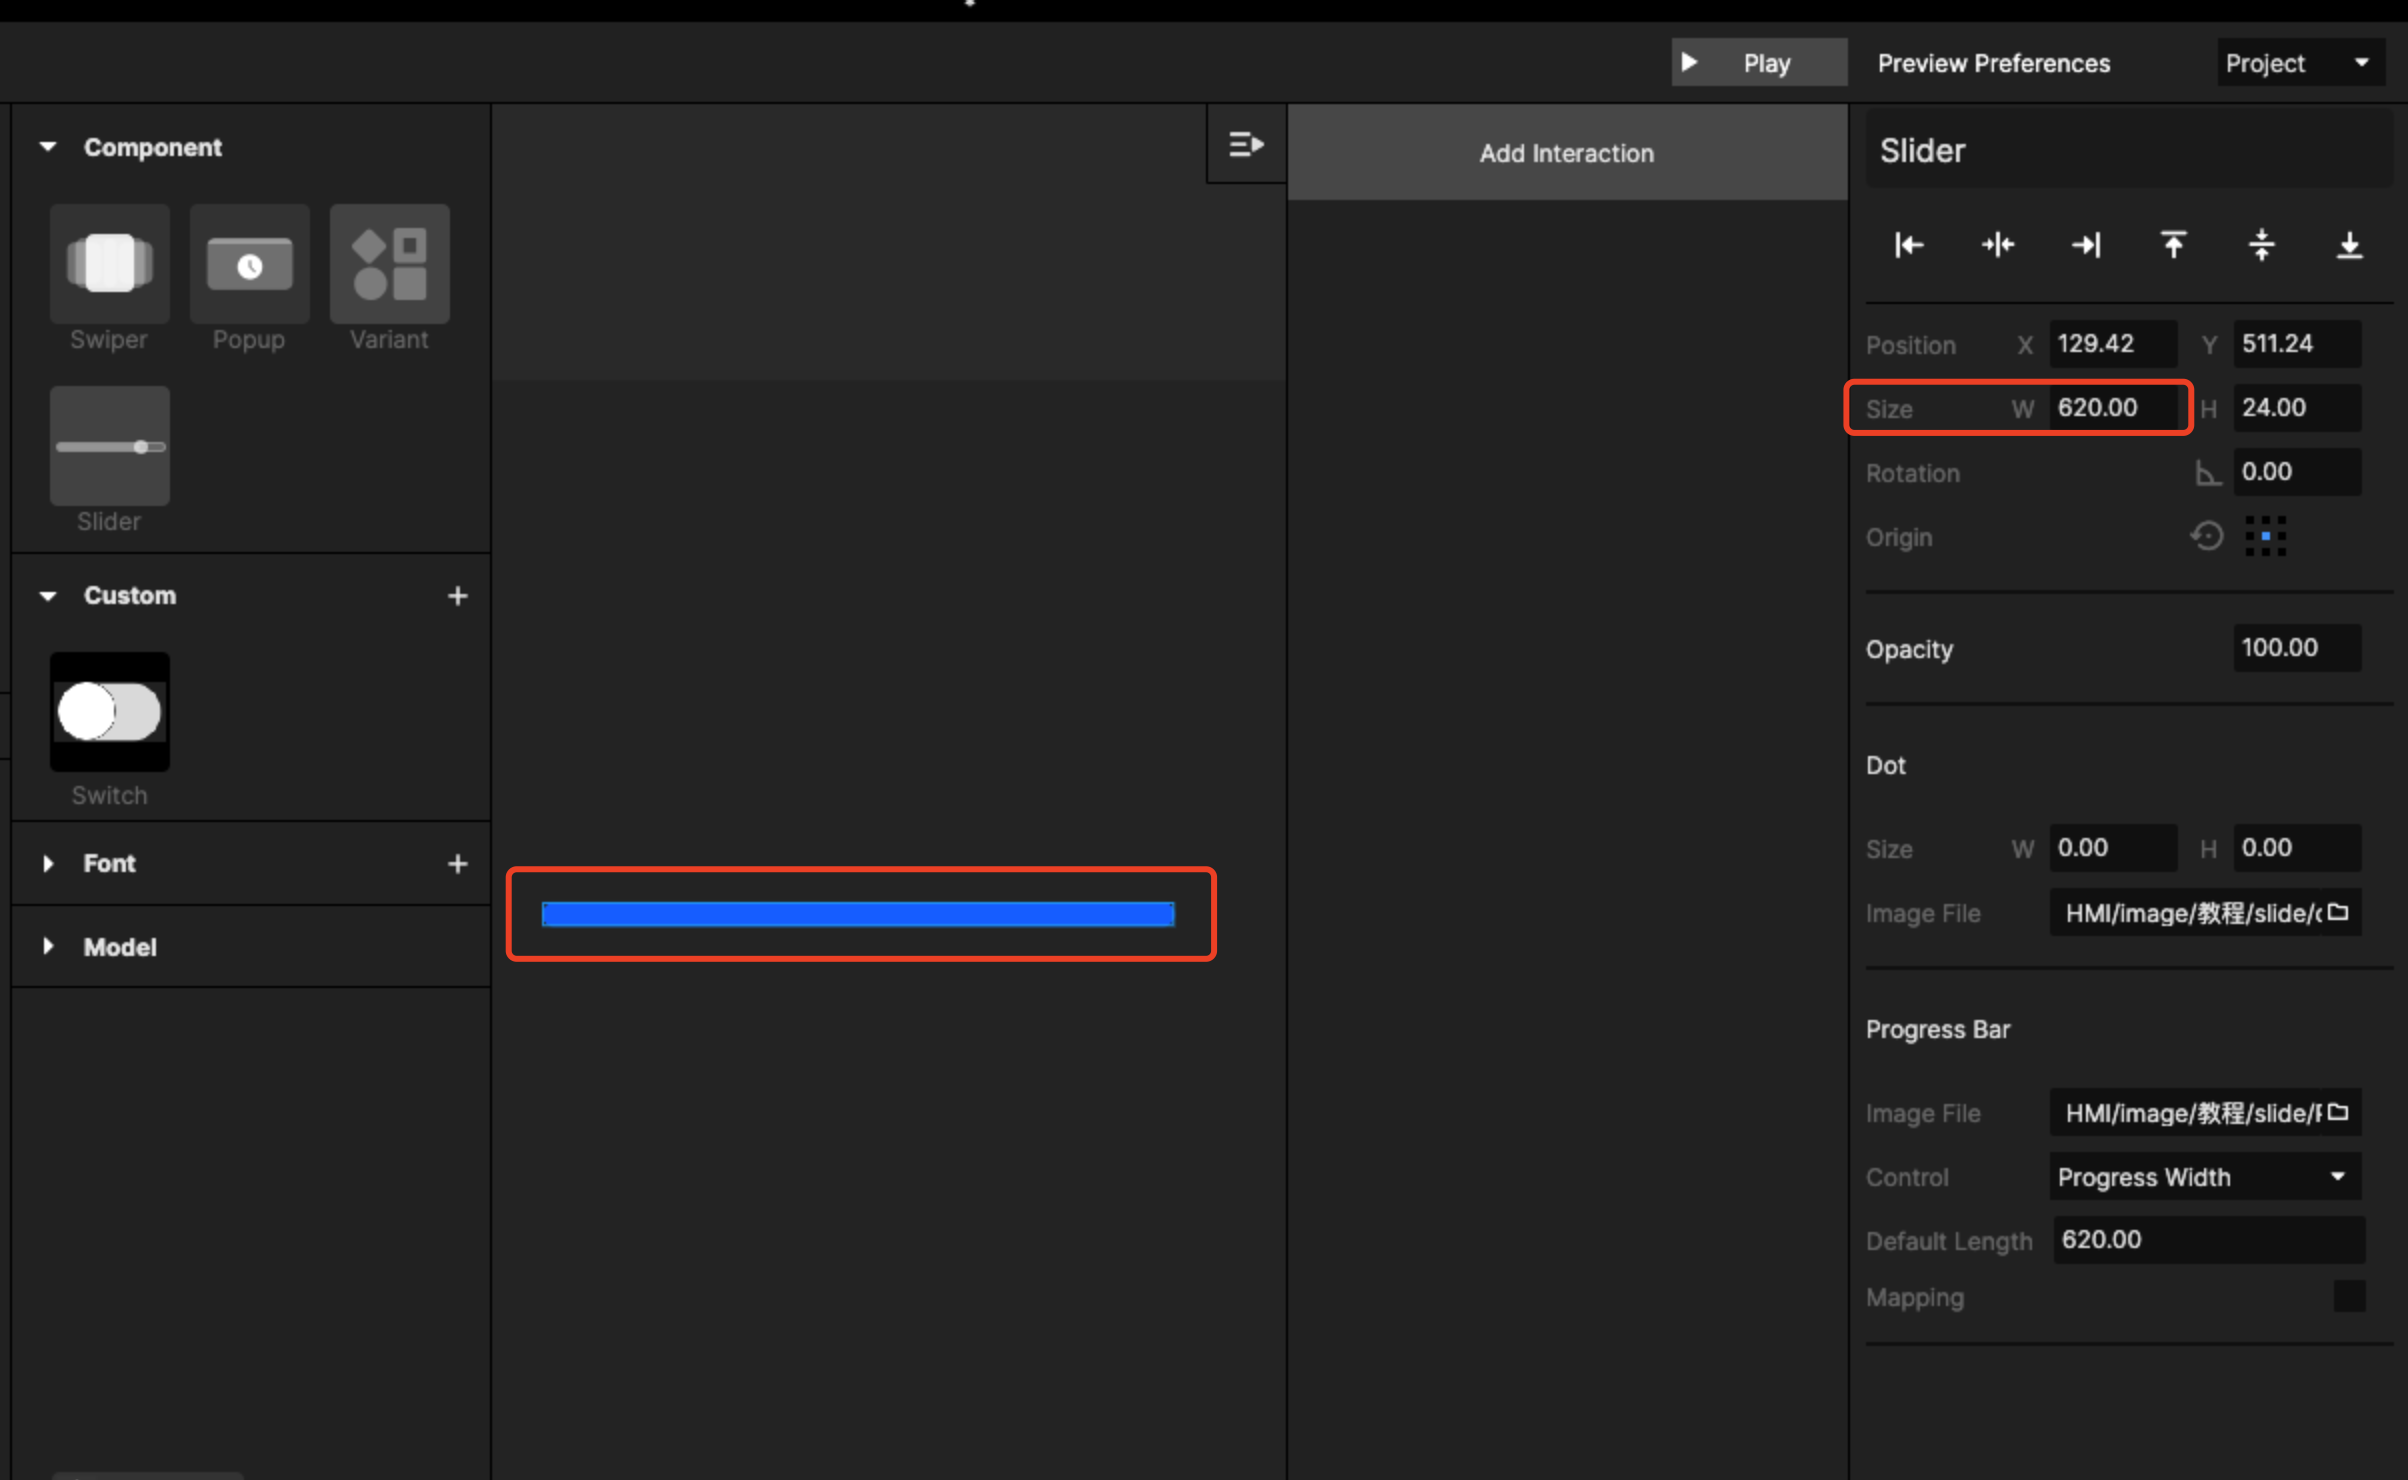 Play
Preview Preferences
Project
Component
Add Interaction
Slider
Swiper
Popup
Variant
Position X 129.42 Y 511.24
Size W 620.00 H 24.00
Rotation 0.00
Slider
Origin
Custom
Opacity 100.00
Dot
Switch
Size W 0.00 H 0.00
Font
Image File HMI/image/教程/slide/
Model
Progress Bar
Image File HMI/image/教程/slide/
Control Progress Width
Default Length 620.00
Mapping